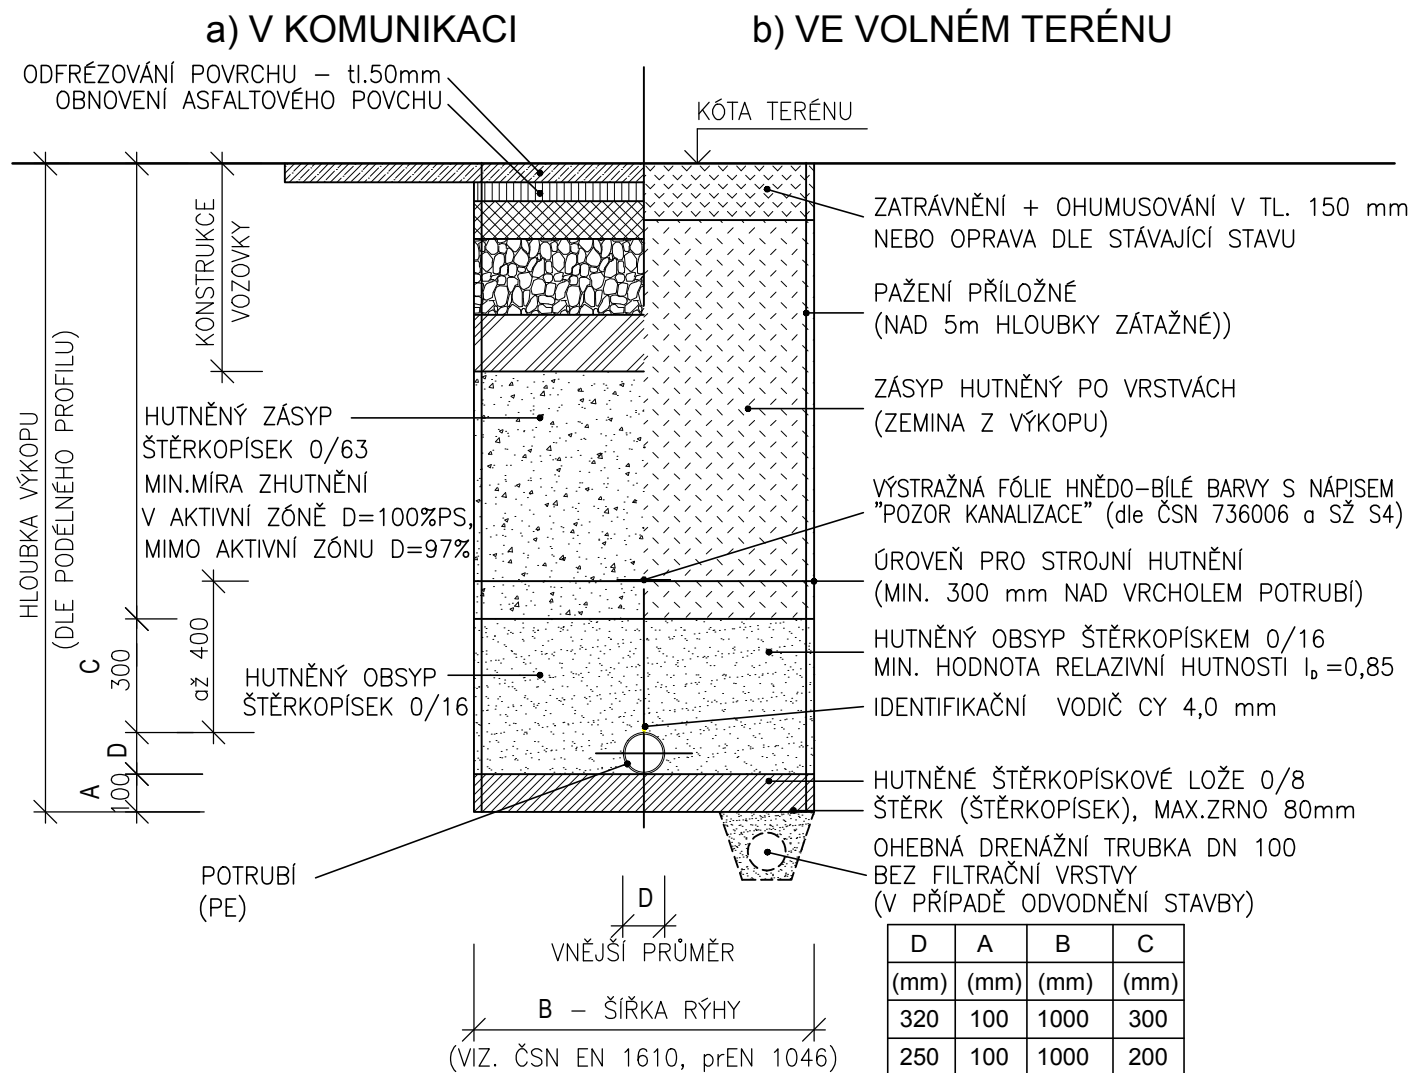 a) V KOMUNIKACI
b) VE VOLNÉM TERÉNU
ODFRÉZOVÁNÍ POVRCHU – tl.50mm
OBNOVENÍ ASFALTOVÉHO POVCHU
KÓTA TERÉNU
HLOUBKA VÝKOPU
(DLE PODÉLNÉHO PROFILU)
KONSTRUKCE
VOZOVKY
HUTNĚNÝ ZÁSYP
ŠTĚRKOPÍSEK 0/63
MIN.MÍRA ZHUTNĚNÍ
V AKTIVNÍ ZÓNĚ D=100%PS,
MIMO AKTIVNÍ ZÓNU D=97%
C
300
až 400
D
A
100
HUTNĚNÝ OBSYP
ŠTĚRKOPÍSEK 0/16
POTRUBÍ
(PE)
ZATRÁVNĚNÍ + OHUMUSOVÁNÍ V TL. 150 mm
NEBO OPRAVA DLE STÁVAJÍCÍ STAVU
PAŽENÍ PŘÍLOŽNÉ
(NAD 5m HLOUBKY ZÁTAŽNÉ))
ZÁSYP HUTNĚNÝ PO VRSTVÁCH
(ZEMINA Z VÝKOPU)
VÝSTRAŽNÁ FÓLIE HNĚDO–BÍLÉ BARVY S NÁPISEM
"POZOR KANALIZACE" (dle ČSN 736006 a SŽ S4)
ÚROVEŇ PRO STROJNÍ HUTNĚNÍ
(MIN. 300 mm NAD VRCHOLEM POTRUBÍ)
HUTNĚNÝ OBSYP ŠTĚRKOPÍSKEM 0/16
MIN. HODNOTA RELAZIVNÍ HUTNOSTI I_D=0,85
IDENTIFIKAČNÍ VODIČ CY 4,0 mm
HUTNĚNÉ ŠTĚRKOPÍSKOVÉ LOŽE 0/8
ŠTĚRK (ŠTĚRKOPÍSEK), MAX.ZRNO 80mm
OHEBNÁ DRENÁŽNÍ TRUBKA DN 100
BEZ FILTRAČNÍ VRSTVY
(V PŘÍPADĚ ODVODNĚNÍ STAVBY)
D
VNĚJŠÍ PRŮMĚR
B – ŠÍŘKA RÝHY
(VIZ. ČSN EN 1610, prEN 1046)
D A B C
(mm) (mm) (mm) (mm)
320 100 1000 300
250 100 1000 200